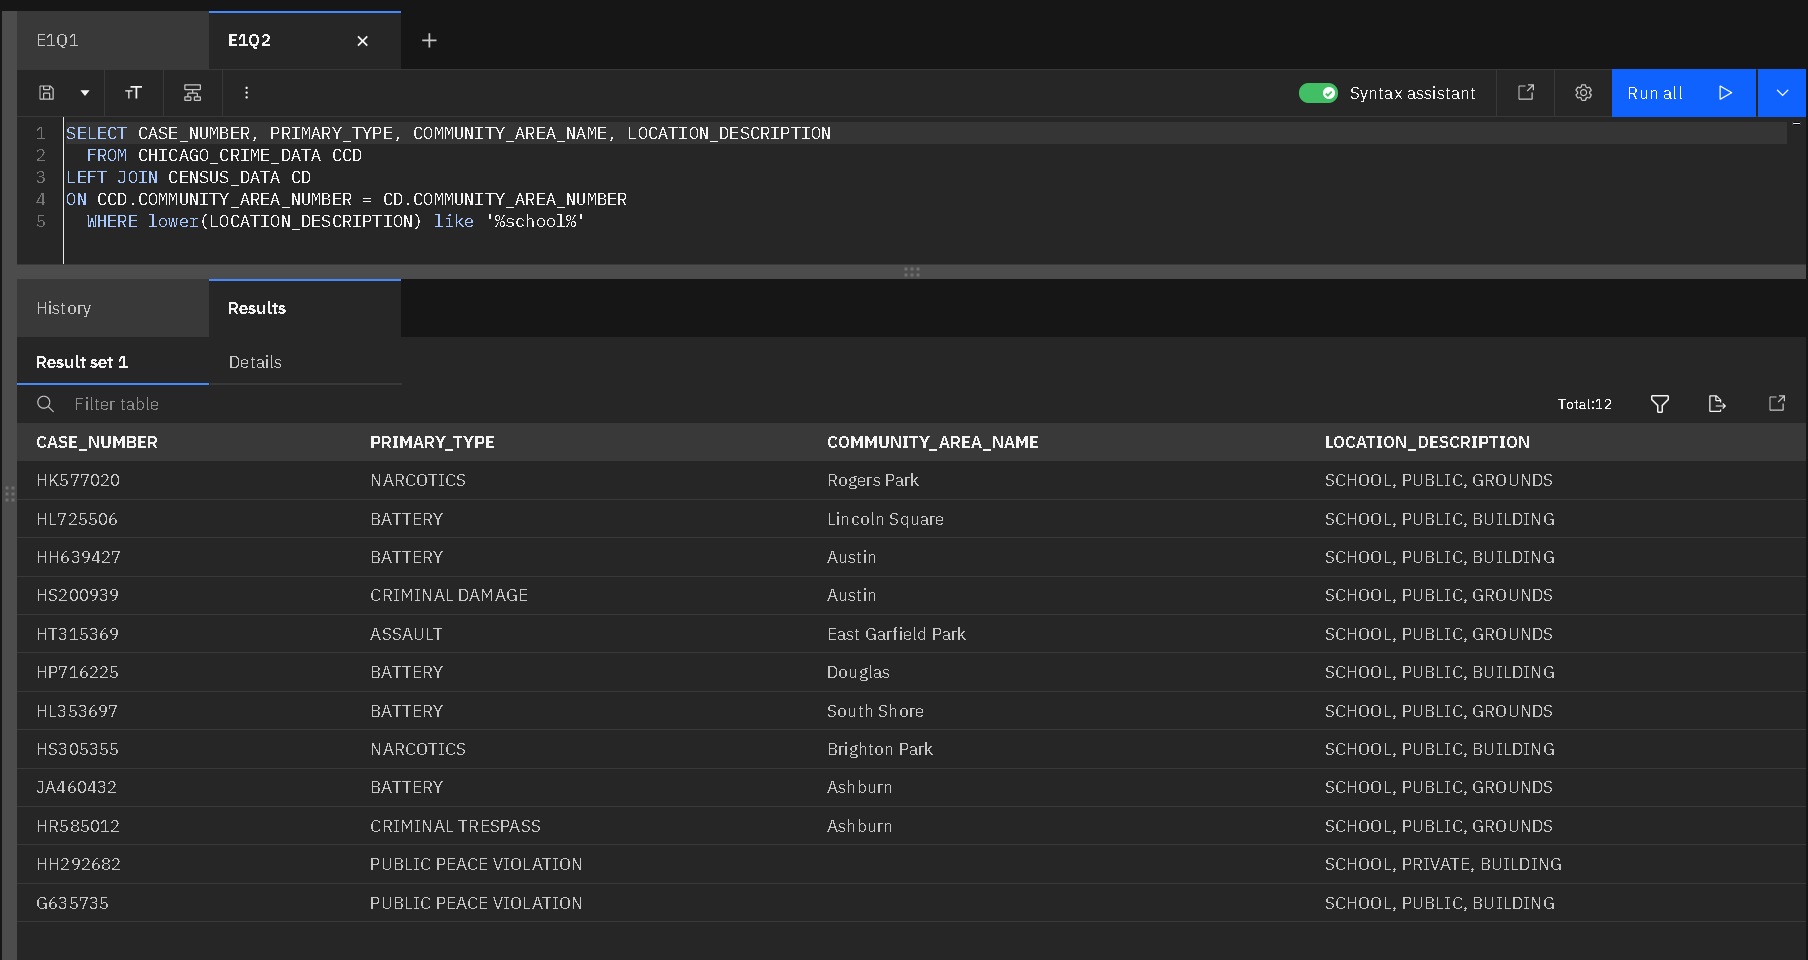 E1Q1
E1Q2
Syntax assistant
Run all
1 SELECT CASE_NUMBER, PRIMARY_TYPE, COMMUNITY_AREA_NAME, LOCATION_DESCRIPTION
2 FROM CHICAGO_CRIME_DATA CCD
3 LEFT JOIN CENSUS_DATA CD
4 ON CCD.COMMUNITY_AREA_NUMBER = CD.COMMUNITY_AREA_NUMBER
5 WHERE lower(LOCATION_DESCRIPTION) like '%school%'
History
Results
Result set 1
Details
Filter table
Total:12
CASE_NUMBER PRIMARY_TYPE COMMUNITY_AREA_NAME LOCATION_DESCRIPTION
HK577020 NARCOTICS Rogers Park SCHOOL, PUBLIC, GROUNDS
HL725506 BATTERY Lincoln Square SCHOOL, PUBLIC, BUILDING
HH639427 BATTERY Austin SCHOOL, PUBLIC, BUILDING
HS200939 CRIMINAL DAMAGE Austin SCHOOL, PUBLIC, GROUNDS
HT315369 ASSAULT East Garfield Park SCHOOL, PUBLIC, GROUNDS
HP716225 BATTERY Douglas SCHOOL, PUBLIC, BUILDING
HL353697 BATTERY South Shore SCHOOL, PUBLIC, GROUNDS
HS305355 NARCOTICS Brighton Park SCHOOL, PUBLIC, BUILDING
JA460432 BATTERY Ashburn SCHOOL, PUBLIC, GROUNDS
HR585012 CRIMINAL TRESPASS Ashburn SCHOOL, PUBLIC, GROUNDS
HH292682 PUBLIC PEACE VIOLATION SCHOOL, PRIVATE, BUILDING
G635735 PUBLIC PEACE VIOLATION SCHOOL, PUBLIC, BUILDING